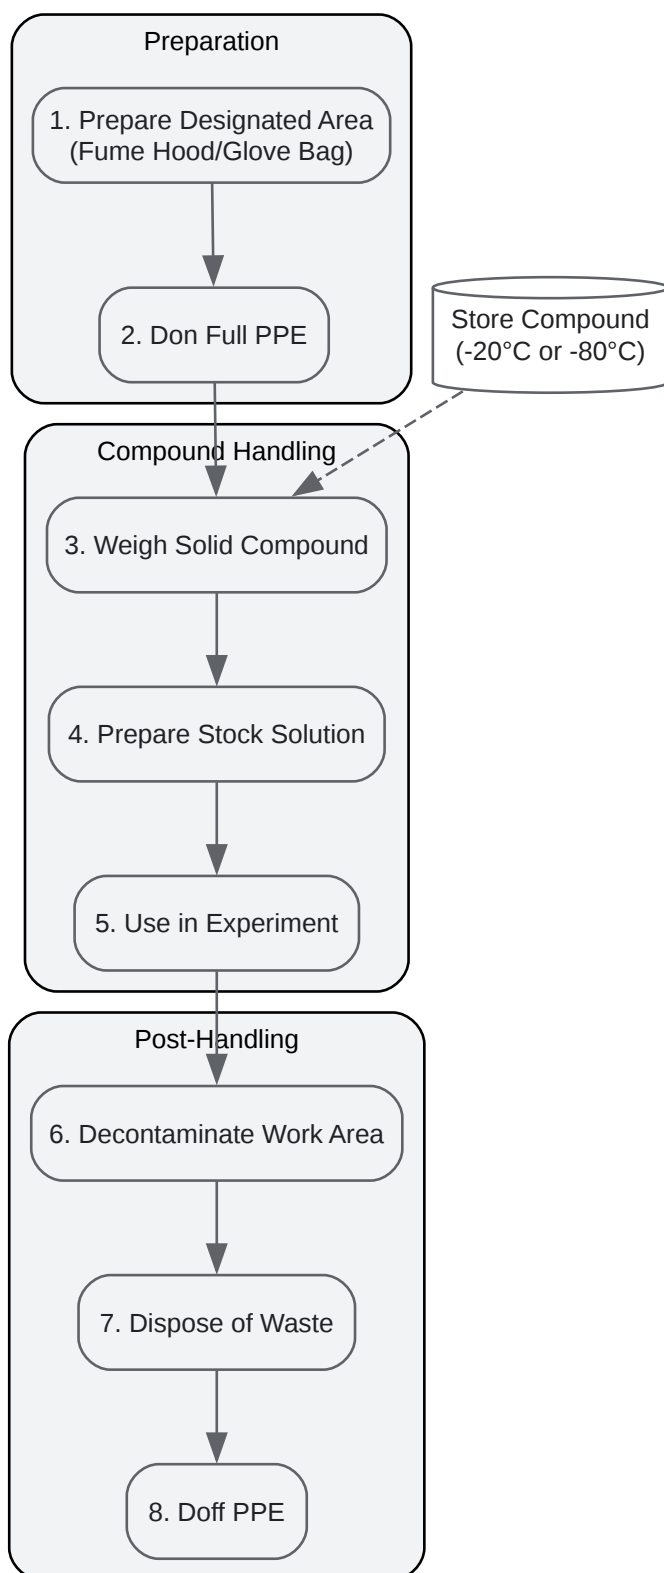 Preparation
1. Prepare Designated Area
(Fume Hood/Glove Bag)
2. Don Full PPE
Store Compound
(-20°C or -80°C)
Compound Handling
3. Weigh Solid Compound
4. Prepare Stock Solution
5. Use in Experiment
Post-Handling
6. Decontaminate Work Area
7. Dispose of Waste
8. Doff PPE